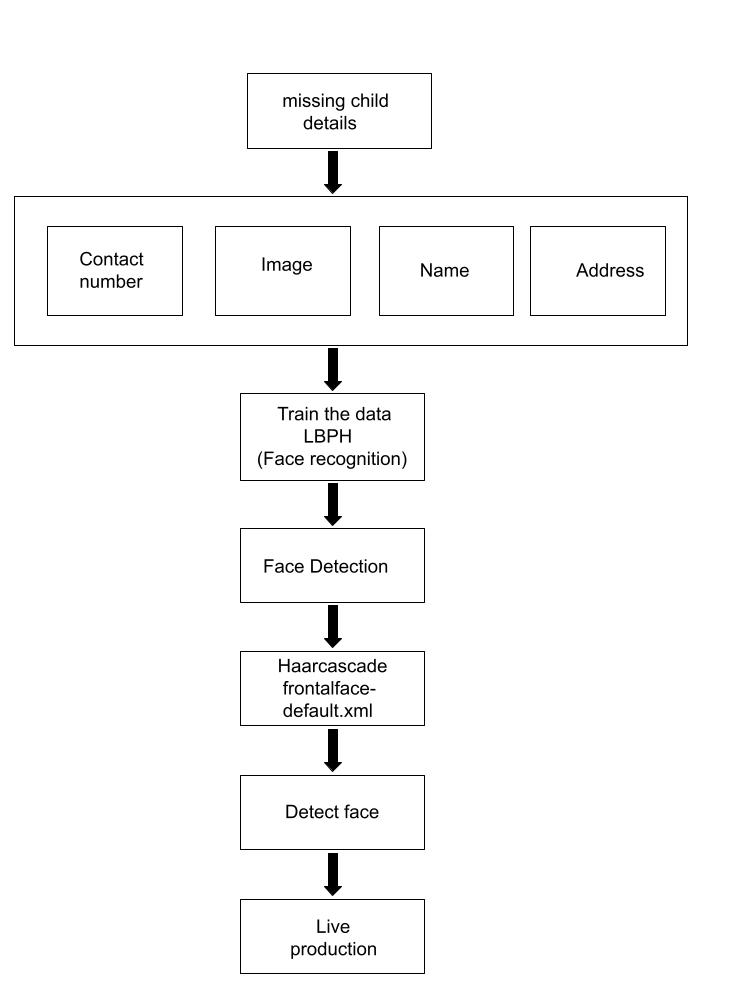 missing child
details
Contact
number
Image
Name
Address
Train the data
LBPH
(Face recognition)
Face Detection
Haarcascade
frontalface-
default.xml
Detect face
Live
production